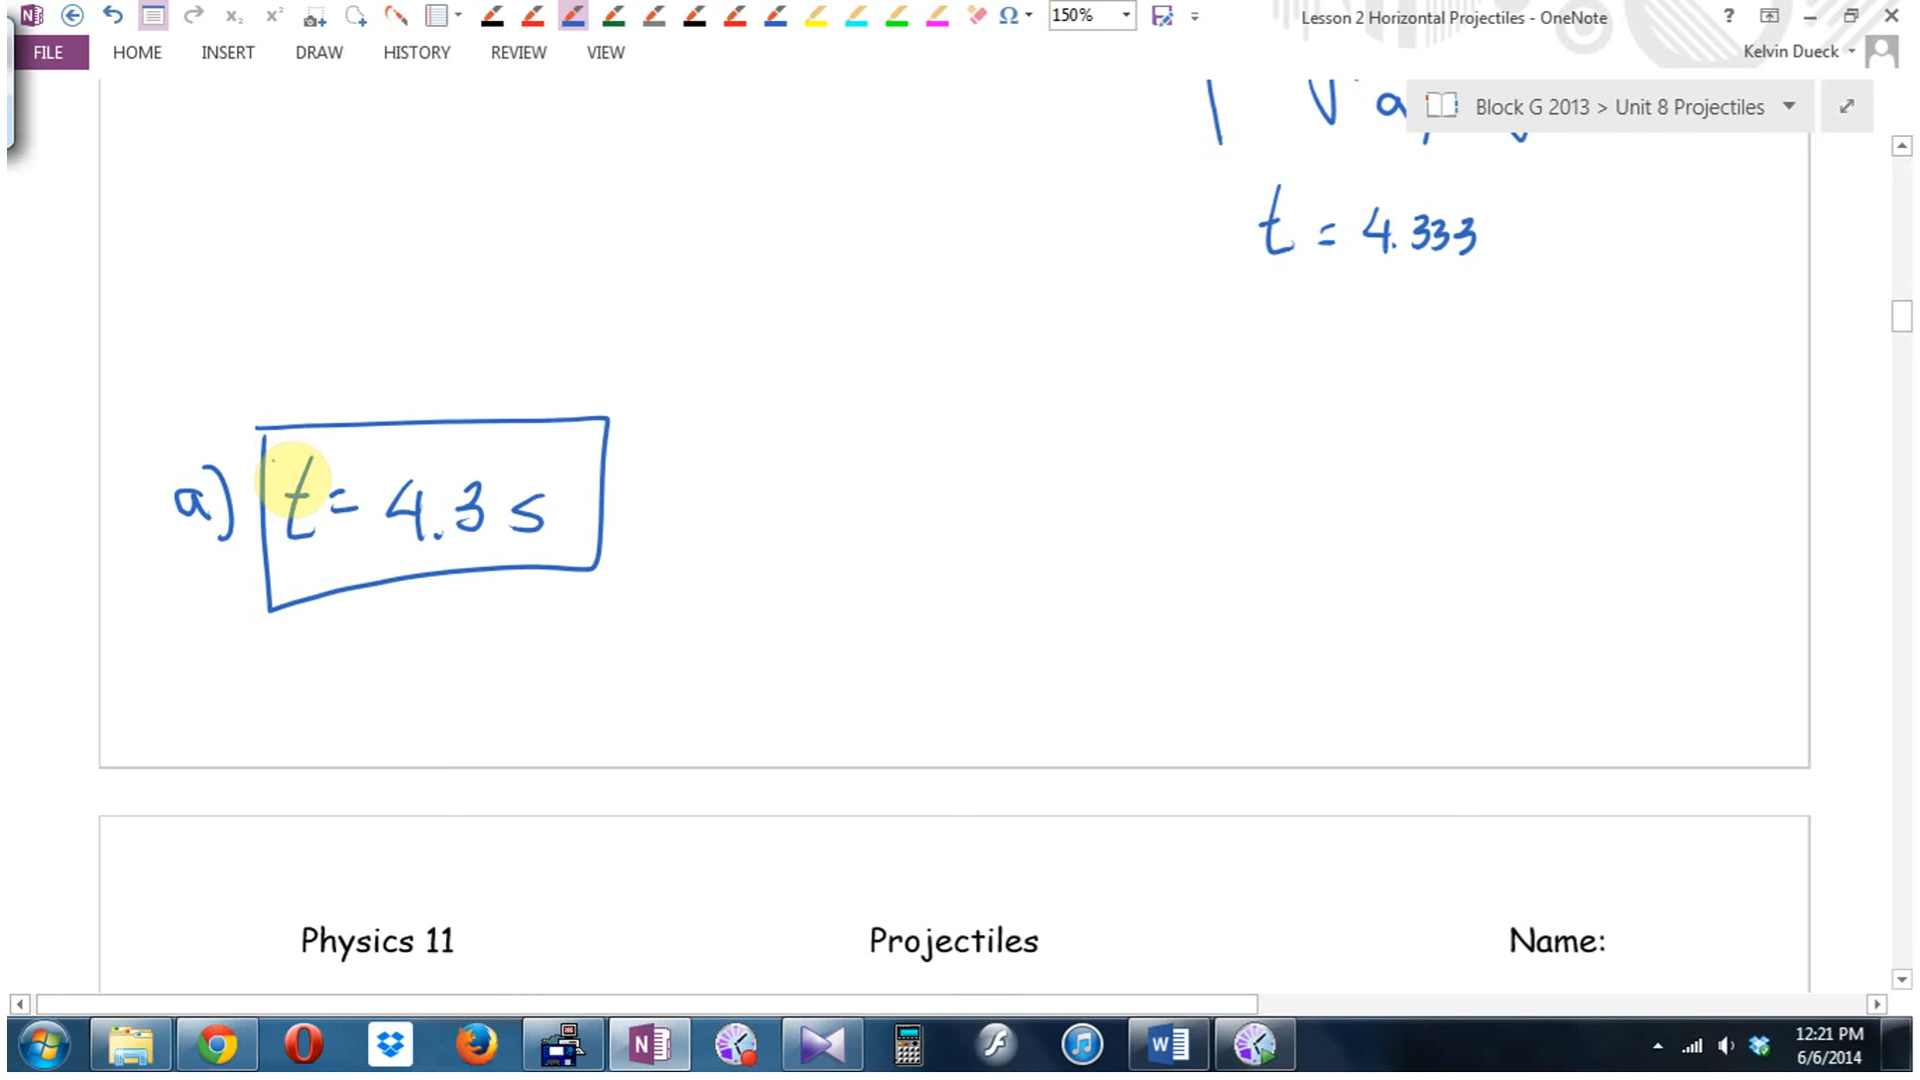 Lesson 2 Horizontal Projectiles - OneNote
150%
FILE HOME INSERT DRAW HISTORY REVIEW VIEW
Kelvin Dueck
Block G 2013 > Unit 8 Projectiles
t = 4.333
a) t = 4.3 s
Physics 11 Projectiles Name:
12:21 PM
6/6/2014